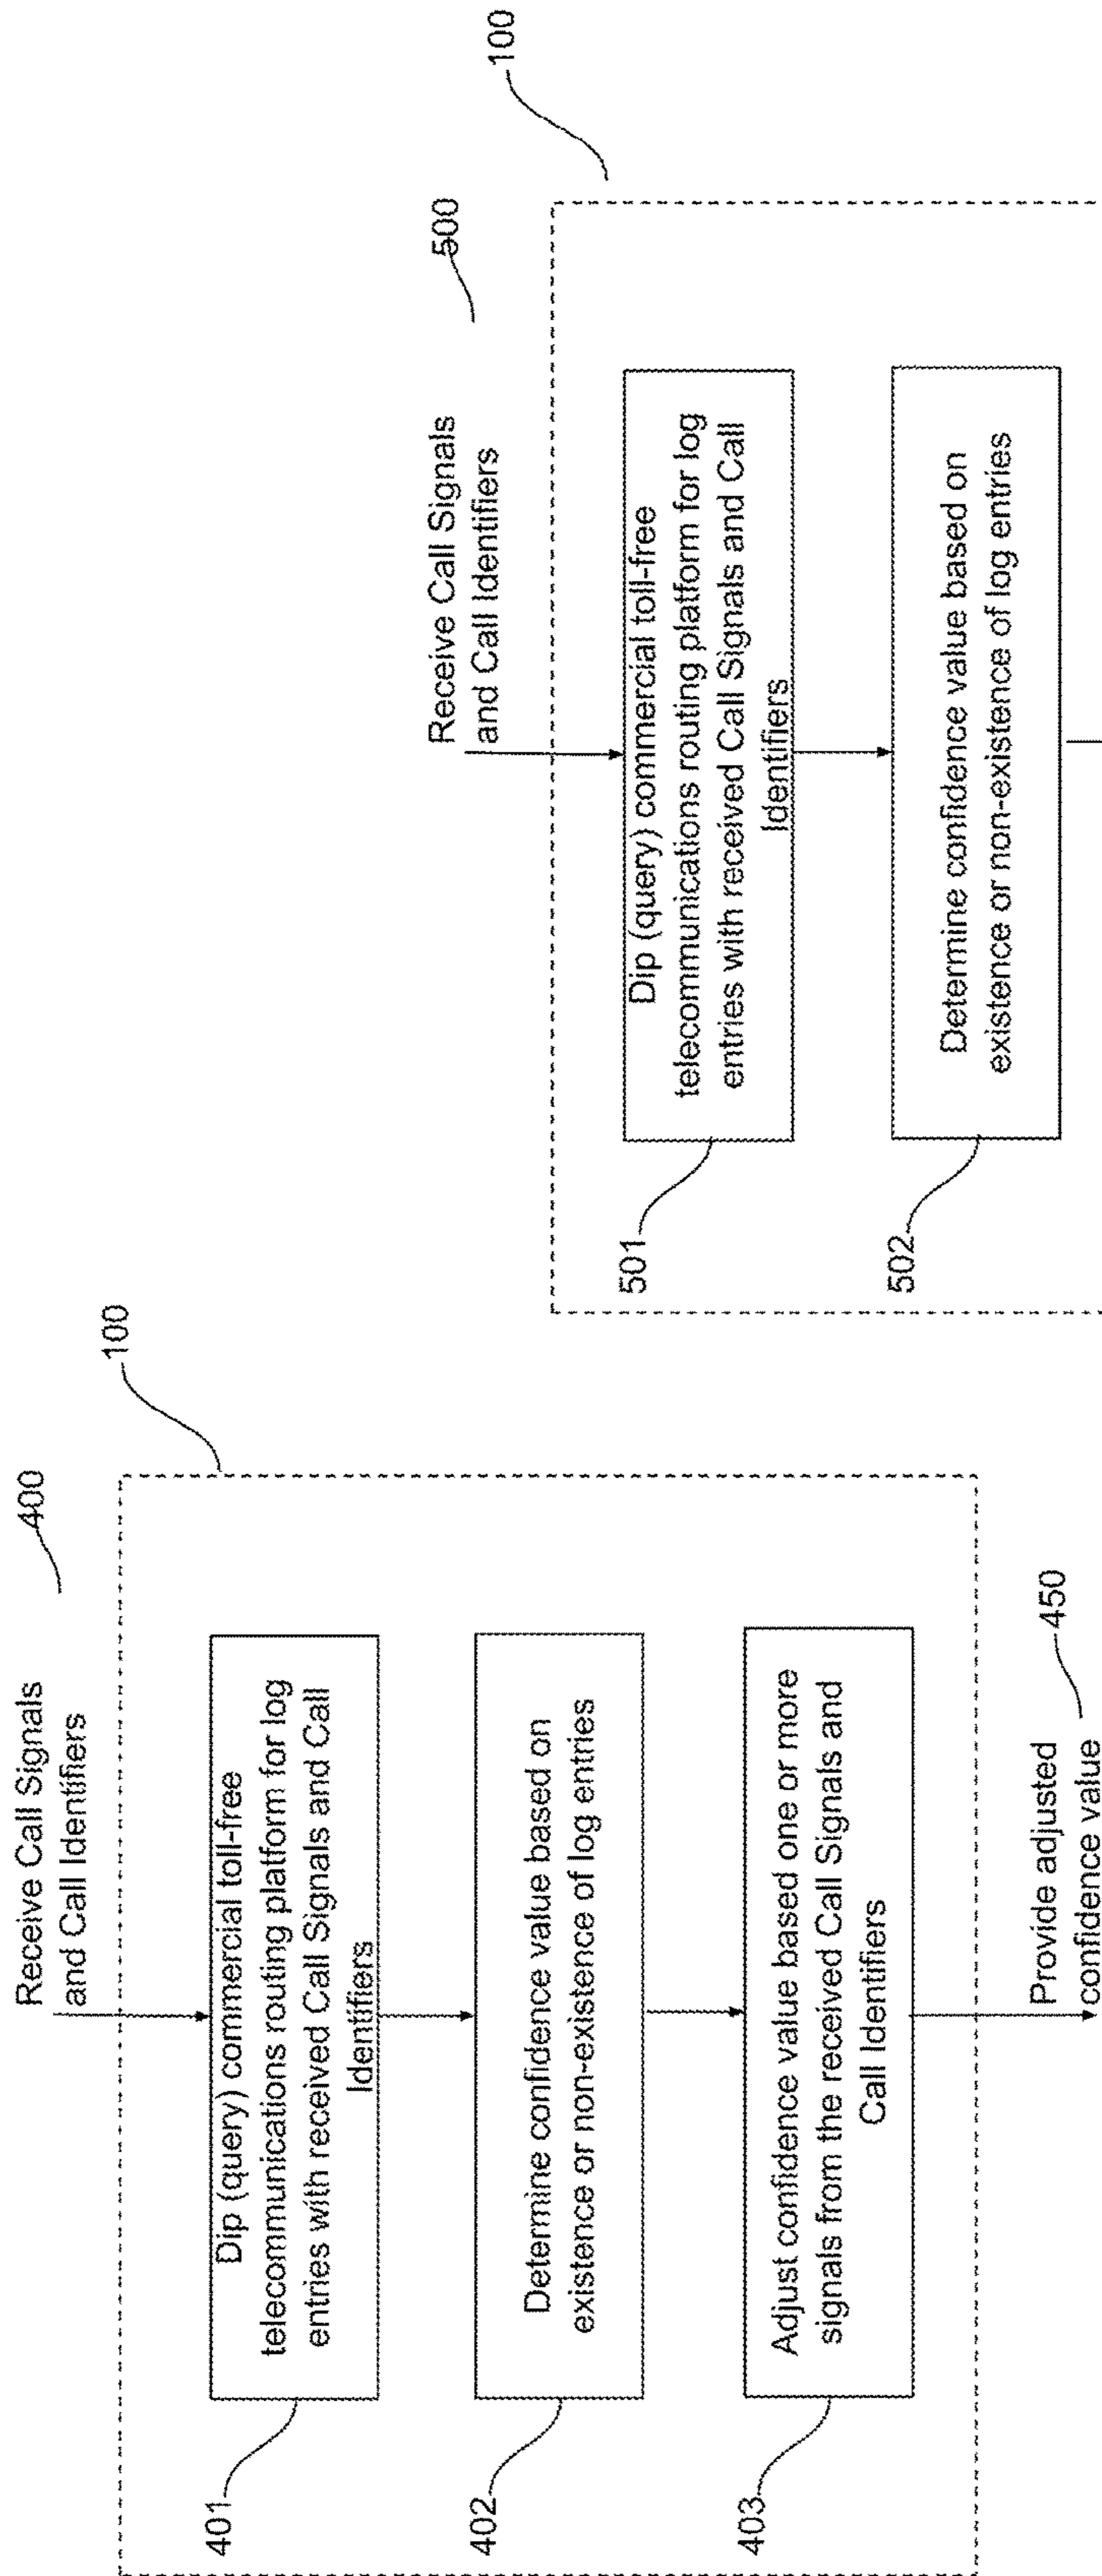 400
Receive Call Signals
and Call Identifiers
100
401
Dip (query) commercial toll-free
telecommunications routing platform for log
entries with received Call Signals and Call
Identifiers
402
Determine confidence value based on
existence or non-existence of log entries
403
Adjust confidence value based one or more
signals from the received Call Signals and
Call Identifiers
Provide adjusted
confidence value
450
500
Receive Call Signals
and Call Identifiers
100
501
Dip (query) commercial toll-free
telecommunications routing platform for log
entries with received Call Signals and Call
Identifiers
502
Determine confidence value based on
existence or non-existence of log entries